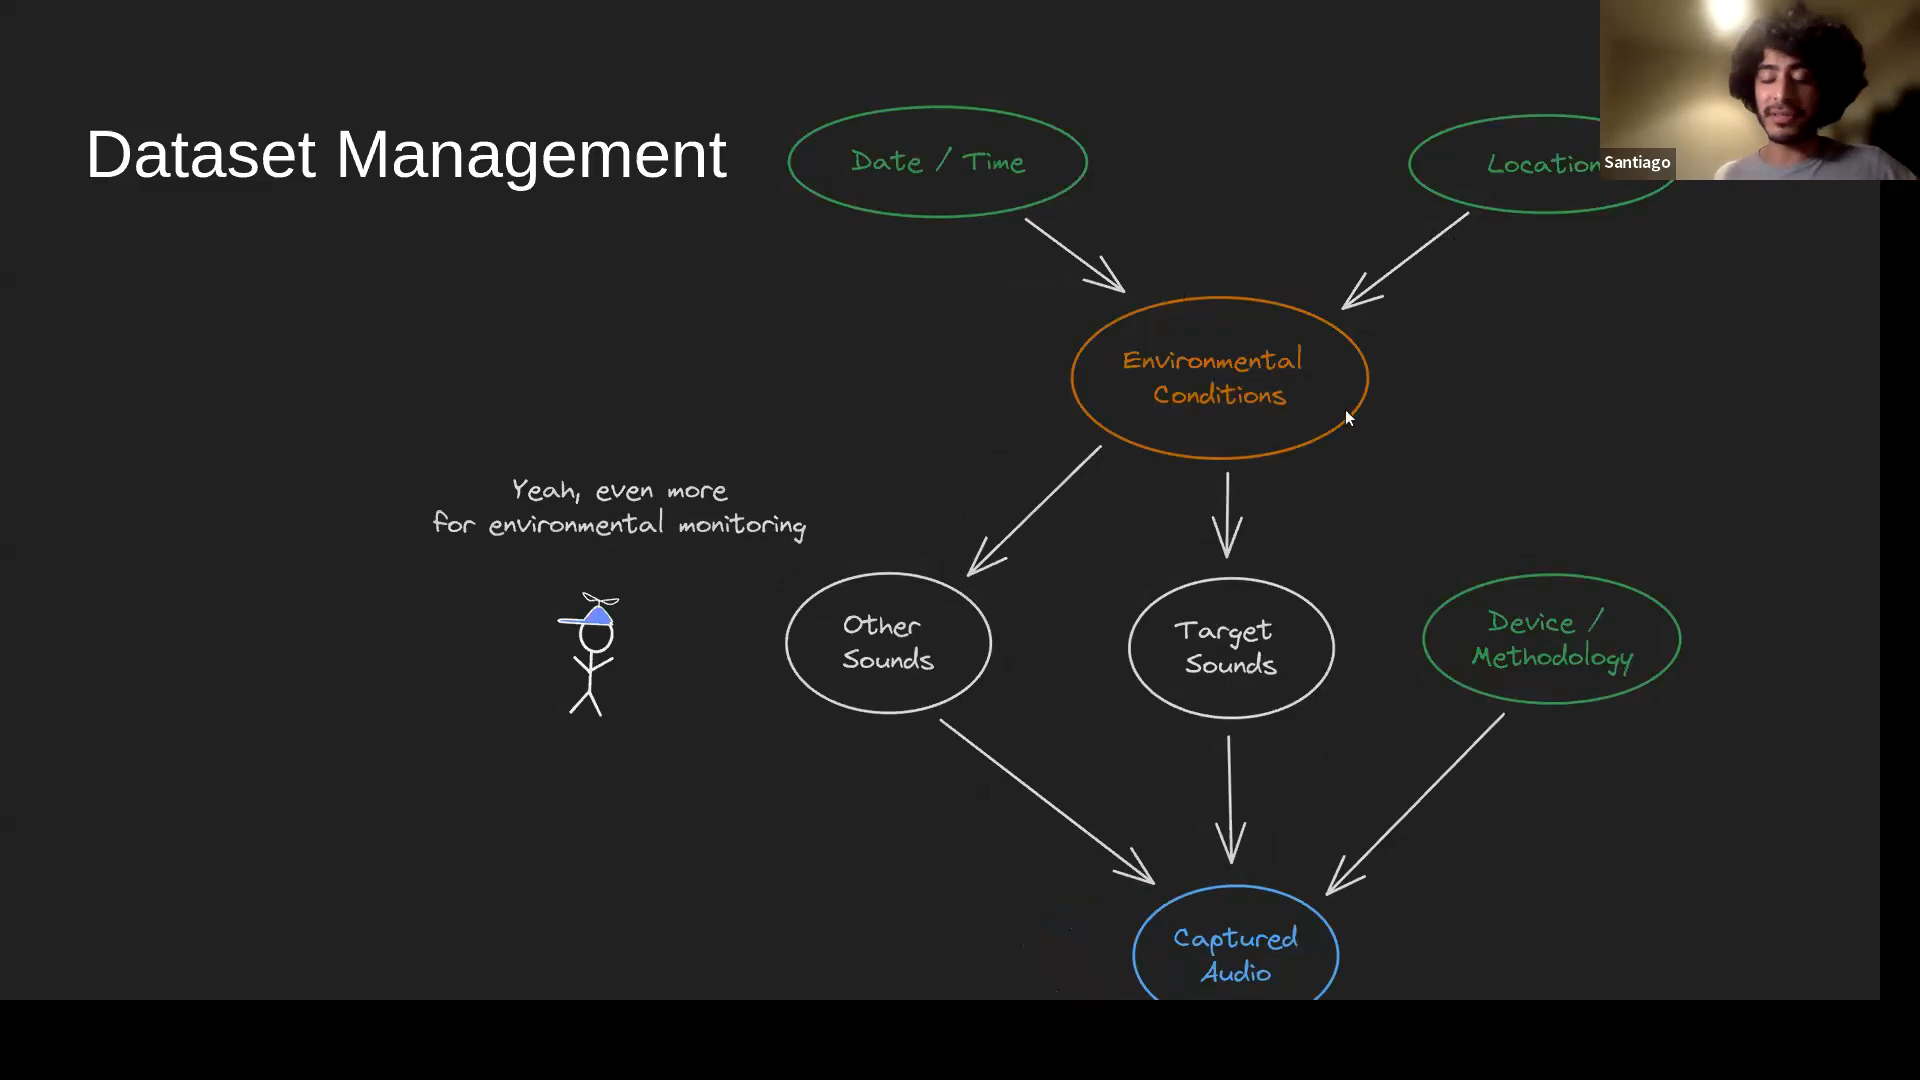 Dataset Management
Date / Time
Location
Santiago
Environmental
Conditions
Yeah, even more
for environmental monitoring
Other
Sounds
Target
Sounds
Device /
Methodology
Captured
Audio